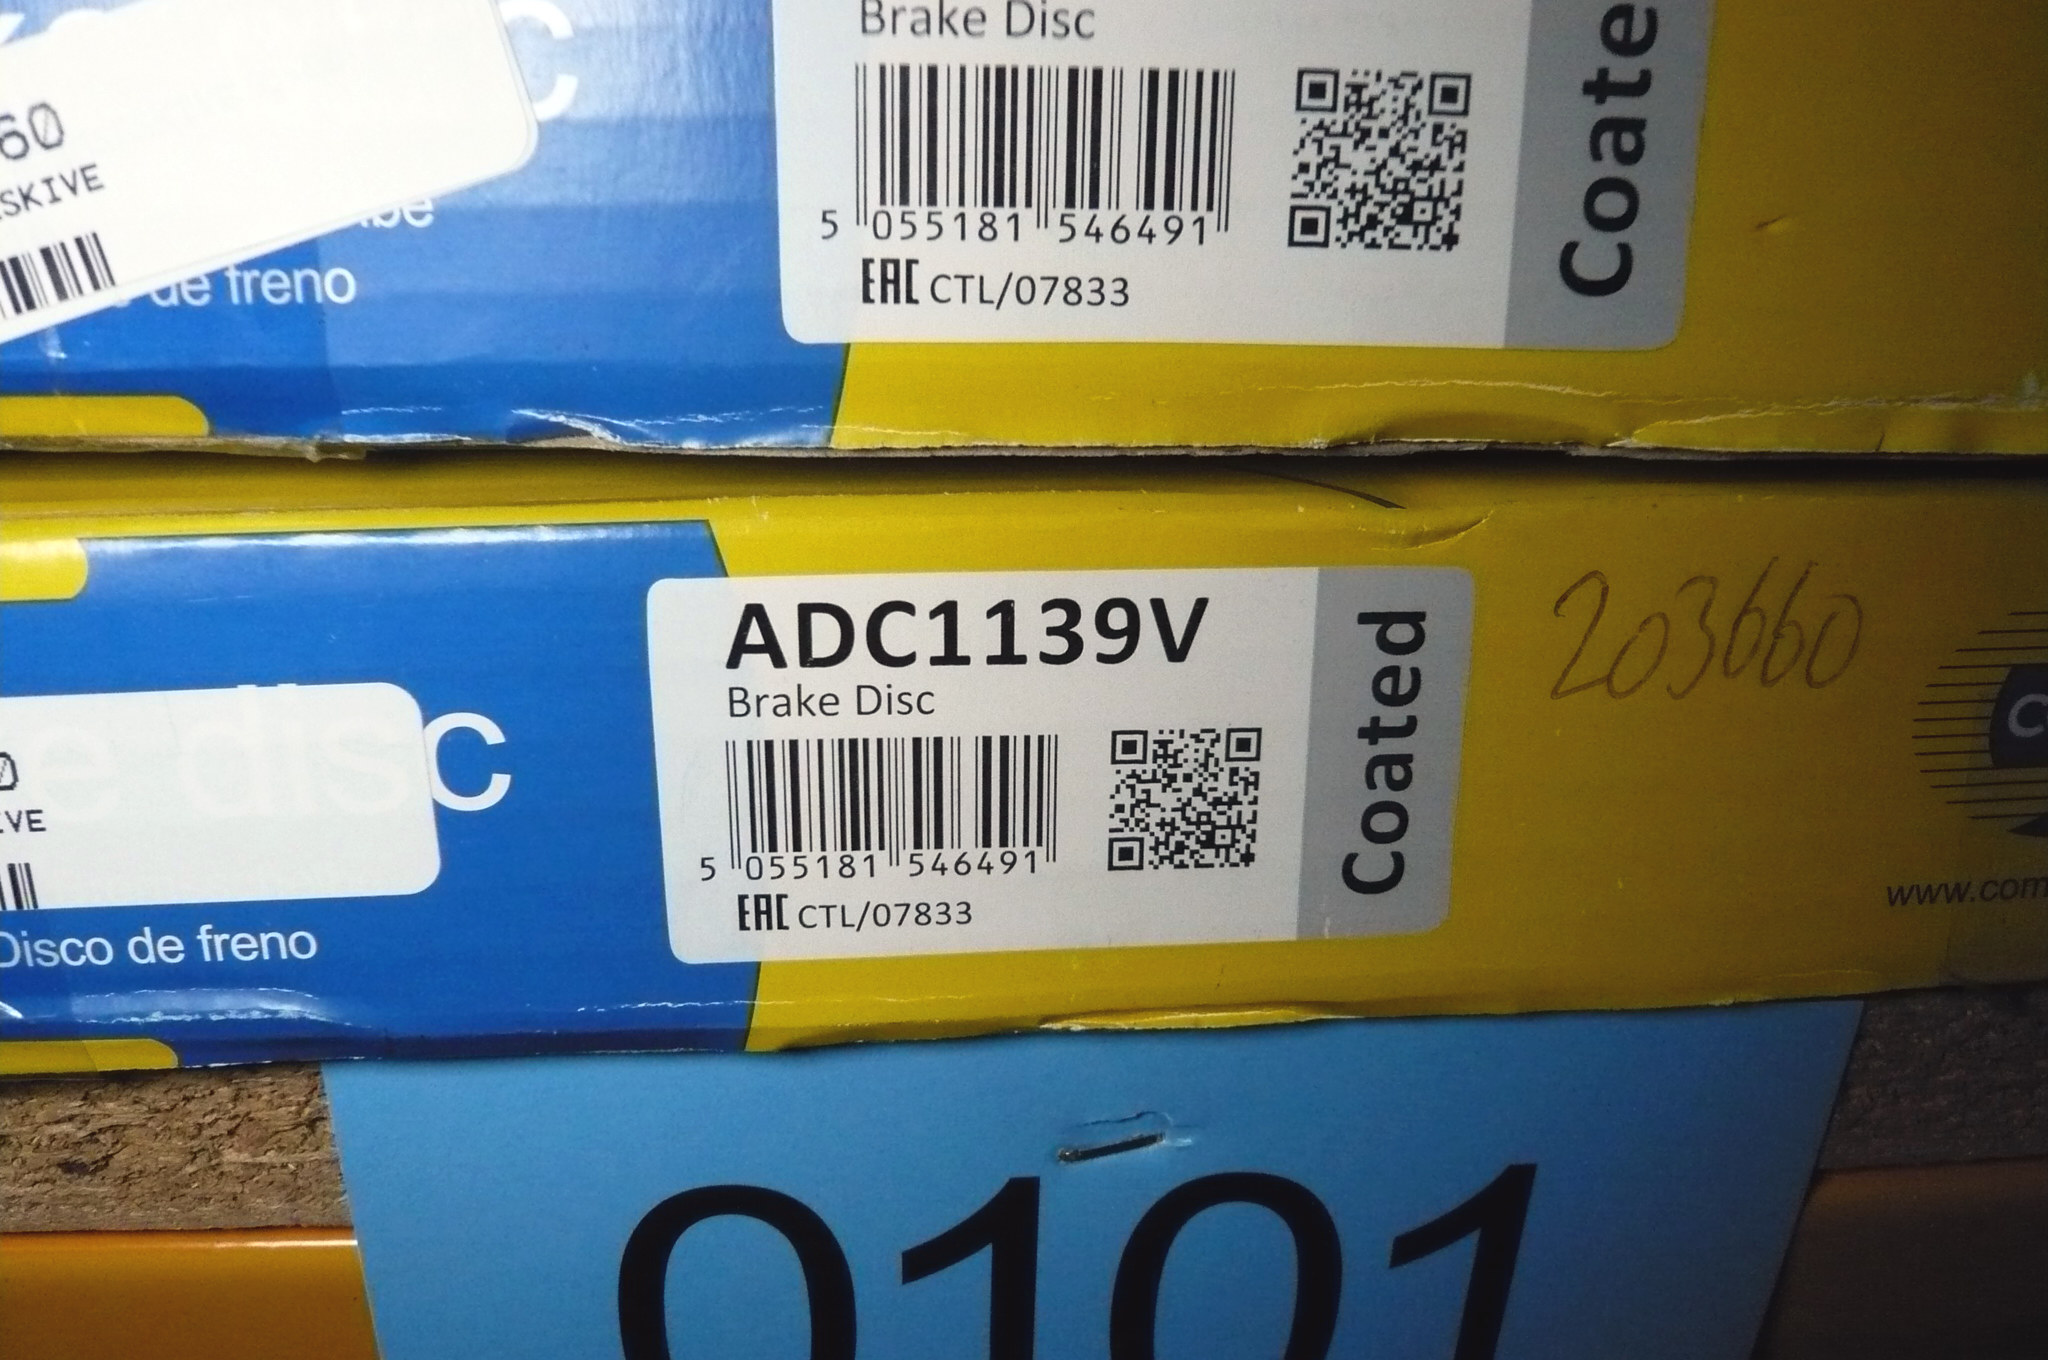 Brake Disc
5 055181 546491
EAC CTL/07833
Coate
60
SKIVE
de freno
ADC1139V
Brake Disc
5 055181 546491
EAC CTL/07833
Coated
203660
disc
VE
Disco de freno
www.com
0101